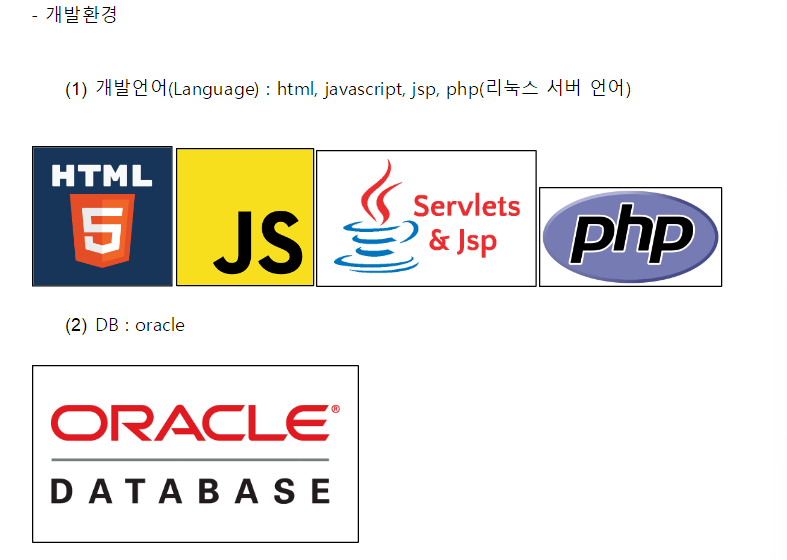 - 개발환경
(1) 개발언어(Language) : html, javascript, jsp, php(리눅스 서버 언어)
HTML
5
JS
Servlets
& Jsp
php
(2) DB : oracle
ORACLE®
DATABASE